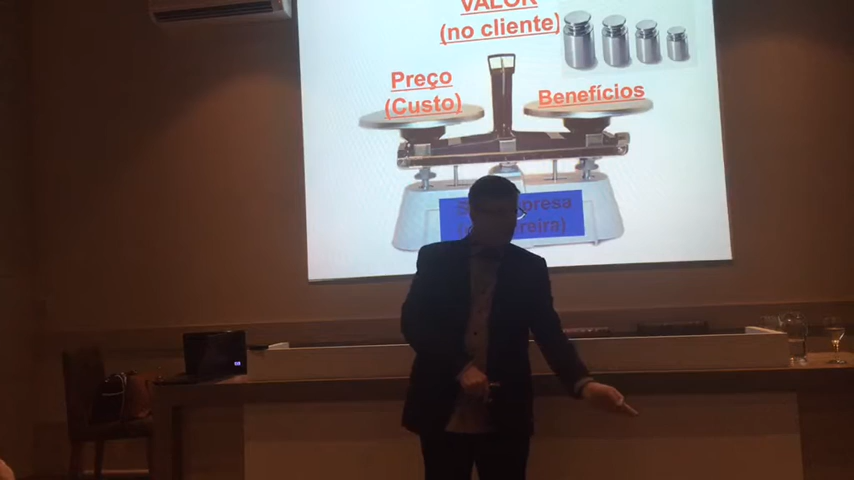 VALOR
(no cliente)
Preço
(Custo)
Benefícios